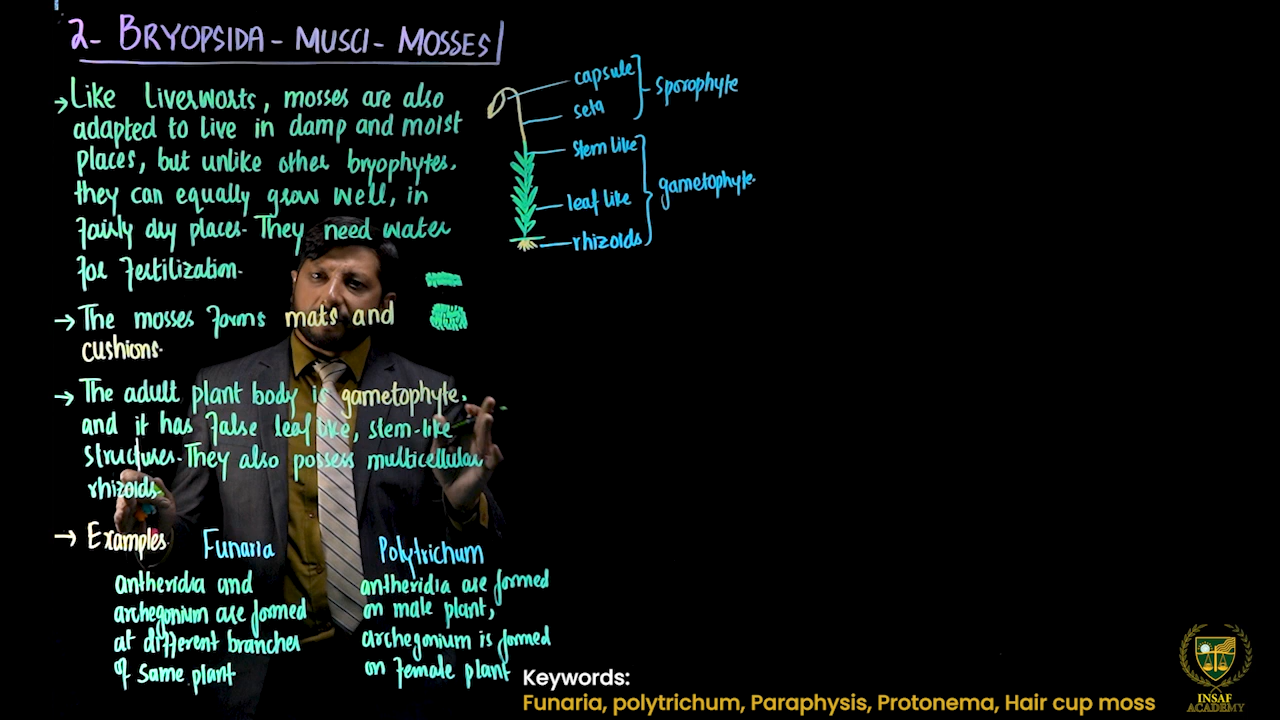 2- BRYOPSIDA - MUSCI - MOSSES
→ Like Liverworts, mosses are also
adapted to live in damp and moist
places, but unlike other bryophytes.
they can equally grow well, in
fairly dry places. They need water
for fertilization.
→ The mosses forms mats and
cushions.
→ The adult plant body is gametophyte,
and it has false leaf like, stem-like
structures. They also possess multicellular
rhizoids
→ Examples.
Funaria
antheridia and
archegonium are formed
at different branches
of same plant
Polytrichum
antheridia are formed
on male plant,
archegonium is formed
on female plant
capsule
seta
sporophyte
stem like
leaf like
rhizoids
gametophyte.
Keywords:
Funaria, polytrichum, Paraphysis, Protonema, Hair cup moss
INSAF
ACADEMY